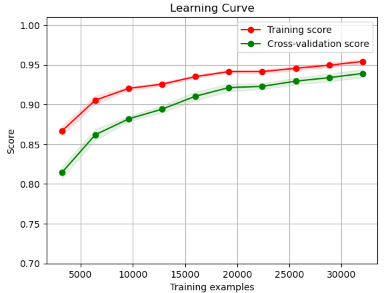 Learning Curve
1.00
0.95
0.90
0.85
0.80
0.75
0.70
Score
Training score
Cross-validation score
5000 10000 15000 20000 25000 30000
Training examples